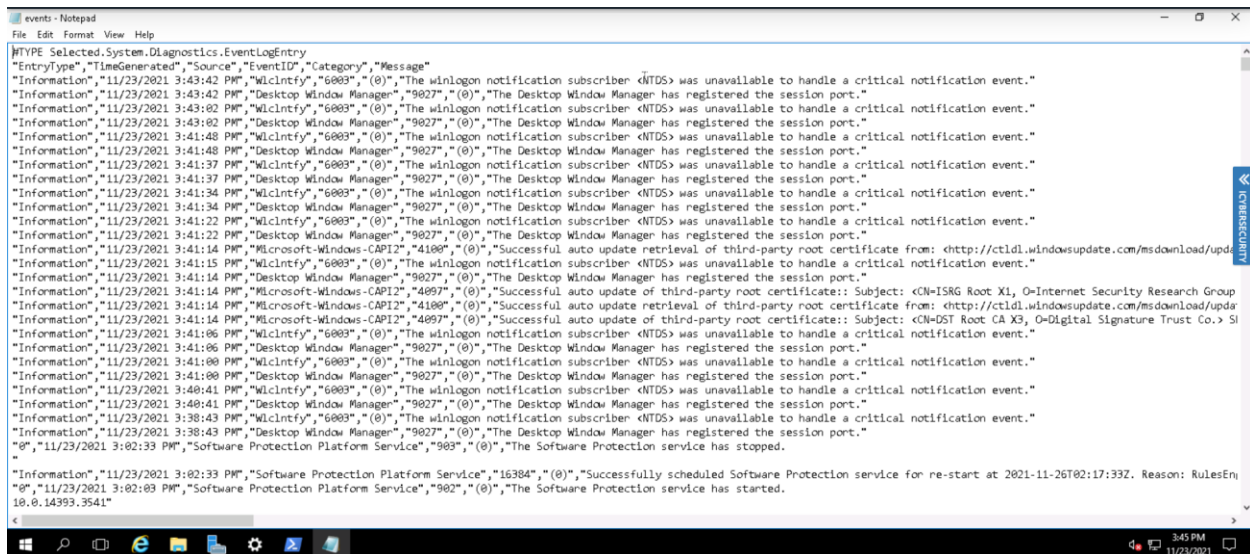 events - Notepad
File Edit Format View Help
#TYPE Selected.System.Diagnostics.EventLogEntry
"EntryType","TimeGenerated","Source","EventID","Category","Message"
"Information","11/23/2021 3:43:42 PM","Wlclntfy","6003","(0)","The winlogon notification subscriber <NTDS> was unavailable to handle a critical notification event."
"Information","11/23/2021 3:43:42 PM","Desktop Window Manager","9027","(0)","The Desktop Window Manager has registered the session port."
"Information","11/23/2021 3:43:02 PM","Wlclntfy","6003","(0)","The winlogon notification subscriber <NTDS> was unavailable to handle a critical notification event."
"Information","11/23/2021 3:43:02 PM","Desktop Window Manager","9027","(0)","The Desktop Window Manager has registered the session port."
"Information","11/23/2021 3:41:48 PM","Wlclntfy","6003","(0)","The winlogon notification subscriber <NTDS> was unavailable to handle a critical notification event."
"Information","11/23/2021 3:41:48 PM","Desktop Window Manager","9027","(0)","The Desktop Window Manager has registered the session port."
"Information","11/23/2021 3:41:37 PM","Wlclntfy","6003","(0)","The winlogon notification subscriber <NTDS> was unavailable to handle a critical notification event."
"Information","11/23/2021 3:41:37 PM","Desktop Window Manager","9027","(0)","The Desktop Window Manager has registered the session port."
"Information","11/23/2021 3:41:34 PM","Wlclntfy","6003","(0)","The winlogon notification subscriber <NTDS> was unavailable to handle a critical notification event."
"Information","11/23/2021 3:41:34 PM","Desktop Window Manager","9027","(0)","The Desktop Window Manager has registered the session port."
"Information","11/23/2021 3:41:22 PM","Wlclntfy","6003","(0)","The winlogon notification subscriber <NTDS> was unavailable to handle a critical notification event."
"Information","11/23/2021 3:41:22 PM","Desktop Window Manager","9027","(0)","The Desktop Window Manager has registered the session port."
"Information","11/23/2021 3:41:14 PM","Microsoft-Windows-CAPI2","4100","(0)","Successful auto update retrieval of third-party root certificate from: <http://ctldl.windowsupdate.com/msdownload/upda
"Information","11/23/2021 3:41:15 PM","Wlclntfy","6003","(0)","The winlogon notification subscriber <NTDS> was unavailable to handle a critical notification event."
"Information","11/23/2021 3:41:14 PM","Desktop Window Manager","9027","(0)","The Desktop Window Manager has registered the session port."
"Information","11/23/2021 3:41:14 PM","Microsoft-Windows-CAPI2","4097","(0)","Successful auto update of third-party root certificate:: Subject: <CN=ISRG Root X1, O=Internet Security Research Group
"Information","11/23/2021 3:41:14 PM","Microsoft-Windows-CAPI2","4100","(0)","Successful auto update retrieval of third-party root certificate from: <http://ctldl.windowsupdate.com/msdownload/upda
"Information","11/23/2021 3:41:14 PM","Microsoft-Windows-CAPI2","4097","(0)","Successful auto update of third-party root certificate:: Subject: <CN=DST Root CA X3, O=Digital Signature Trust Co.>
"Information","11/23/2021 3:41:06 PM","Wlclntfy","6003","(0)","The winlogon notification subscriber <NTDS> was unavailable to handle a critical notification event."
"Information","11/23/2021 3:41:06 PM","Desktop Window Manager","9027","(0)","The Desktop Window Manager has registered the session port."
"Information","11/23/2021 3:41:00 PM","Wlclntfy","6003","(0)","The winlogon notification subscriber <NTDS> was unavailable to handle a critical notification event."
"Information","11/23/2021 3:41:00 PM","Desktop Window Manager","9027","(0)","The Desktop Window Manager has registered the session port."
"Information","11/23/2021 3:40:41 PM","Wlclntfy","6003","(0)","The winlogon notification subscriber <NTDS> was unavailable to handle a critical notification event."
"Information","11/23/2021 3:40:41 PM","Desktop Window Manager","9027","(0)","The Desktop Window Manager has registered the session port."
"Information","11/23/2021 3:38:43 PM","Wlclntfy","6003","(0)","The winlogon notification subscriber <NTDS> was unavailable to handle a critical notification event."
"Information","11/23/2021 3:38:43 PM","Desktop Window Manager","9027","(0)","The Desktop Window Manager has registered the session port."
"0","11/23/2021 3:02:33 PM","Software Protection Platform Service","903","(0)","The Software Protection service has stopped.
"
"Information","11/23/2021 3:02:33 PM","Software Protection Platform Service","16384","(0)","Successfully scheduled Software Protection service for re-start at 2021-11-26T02:17:33Z. Reason: RulesEn
"0","11/23/2021 3:02:03 PM","Software Protection Platform Service","902","(0)","The Software Protection service has started.
10.0.14393.3541"
ICYBERSECURITY
3:45 PM
11/23/2021